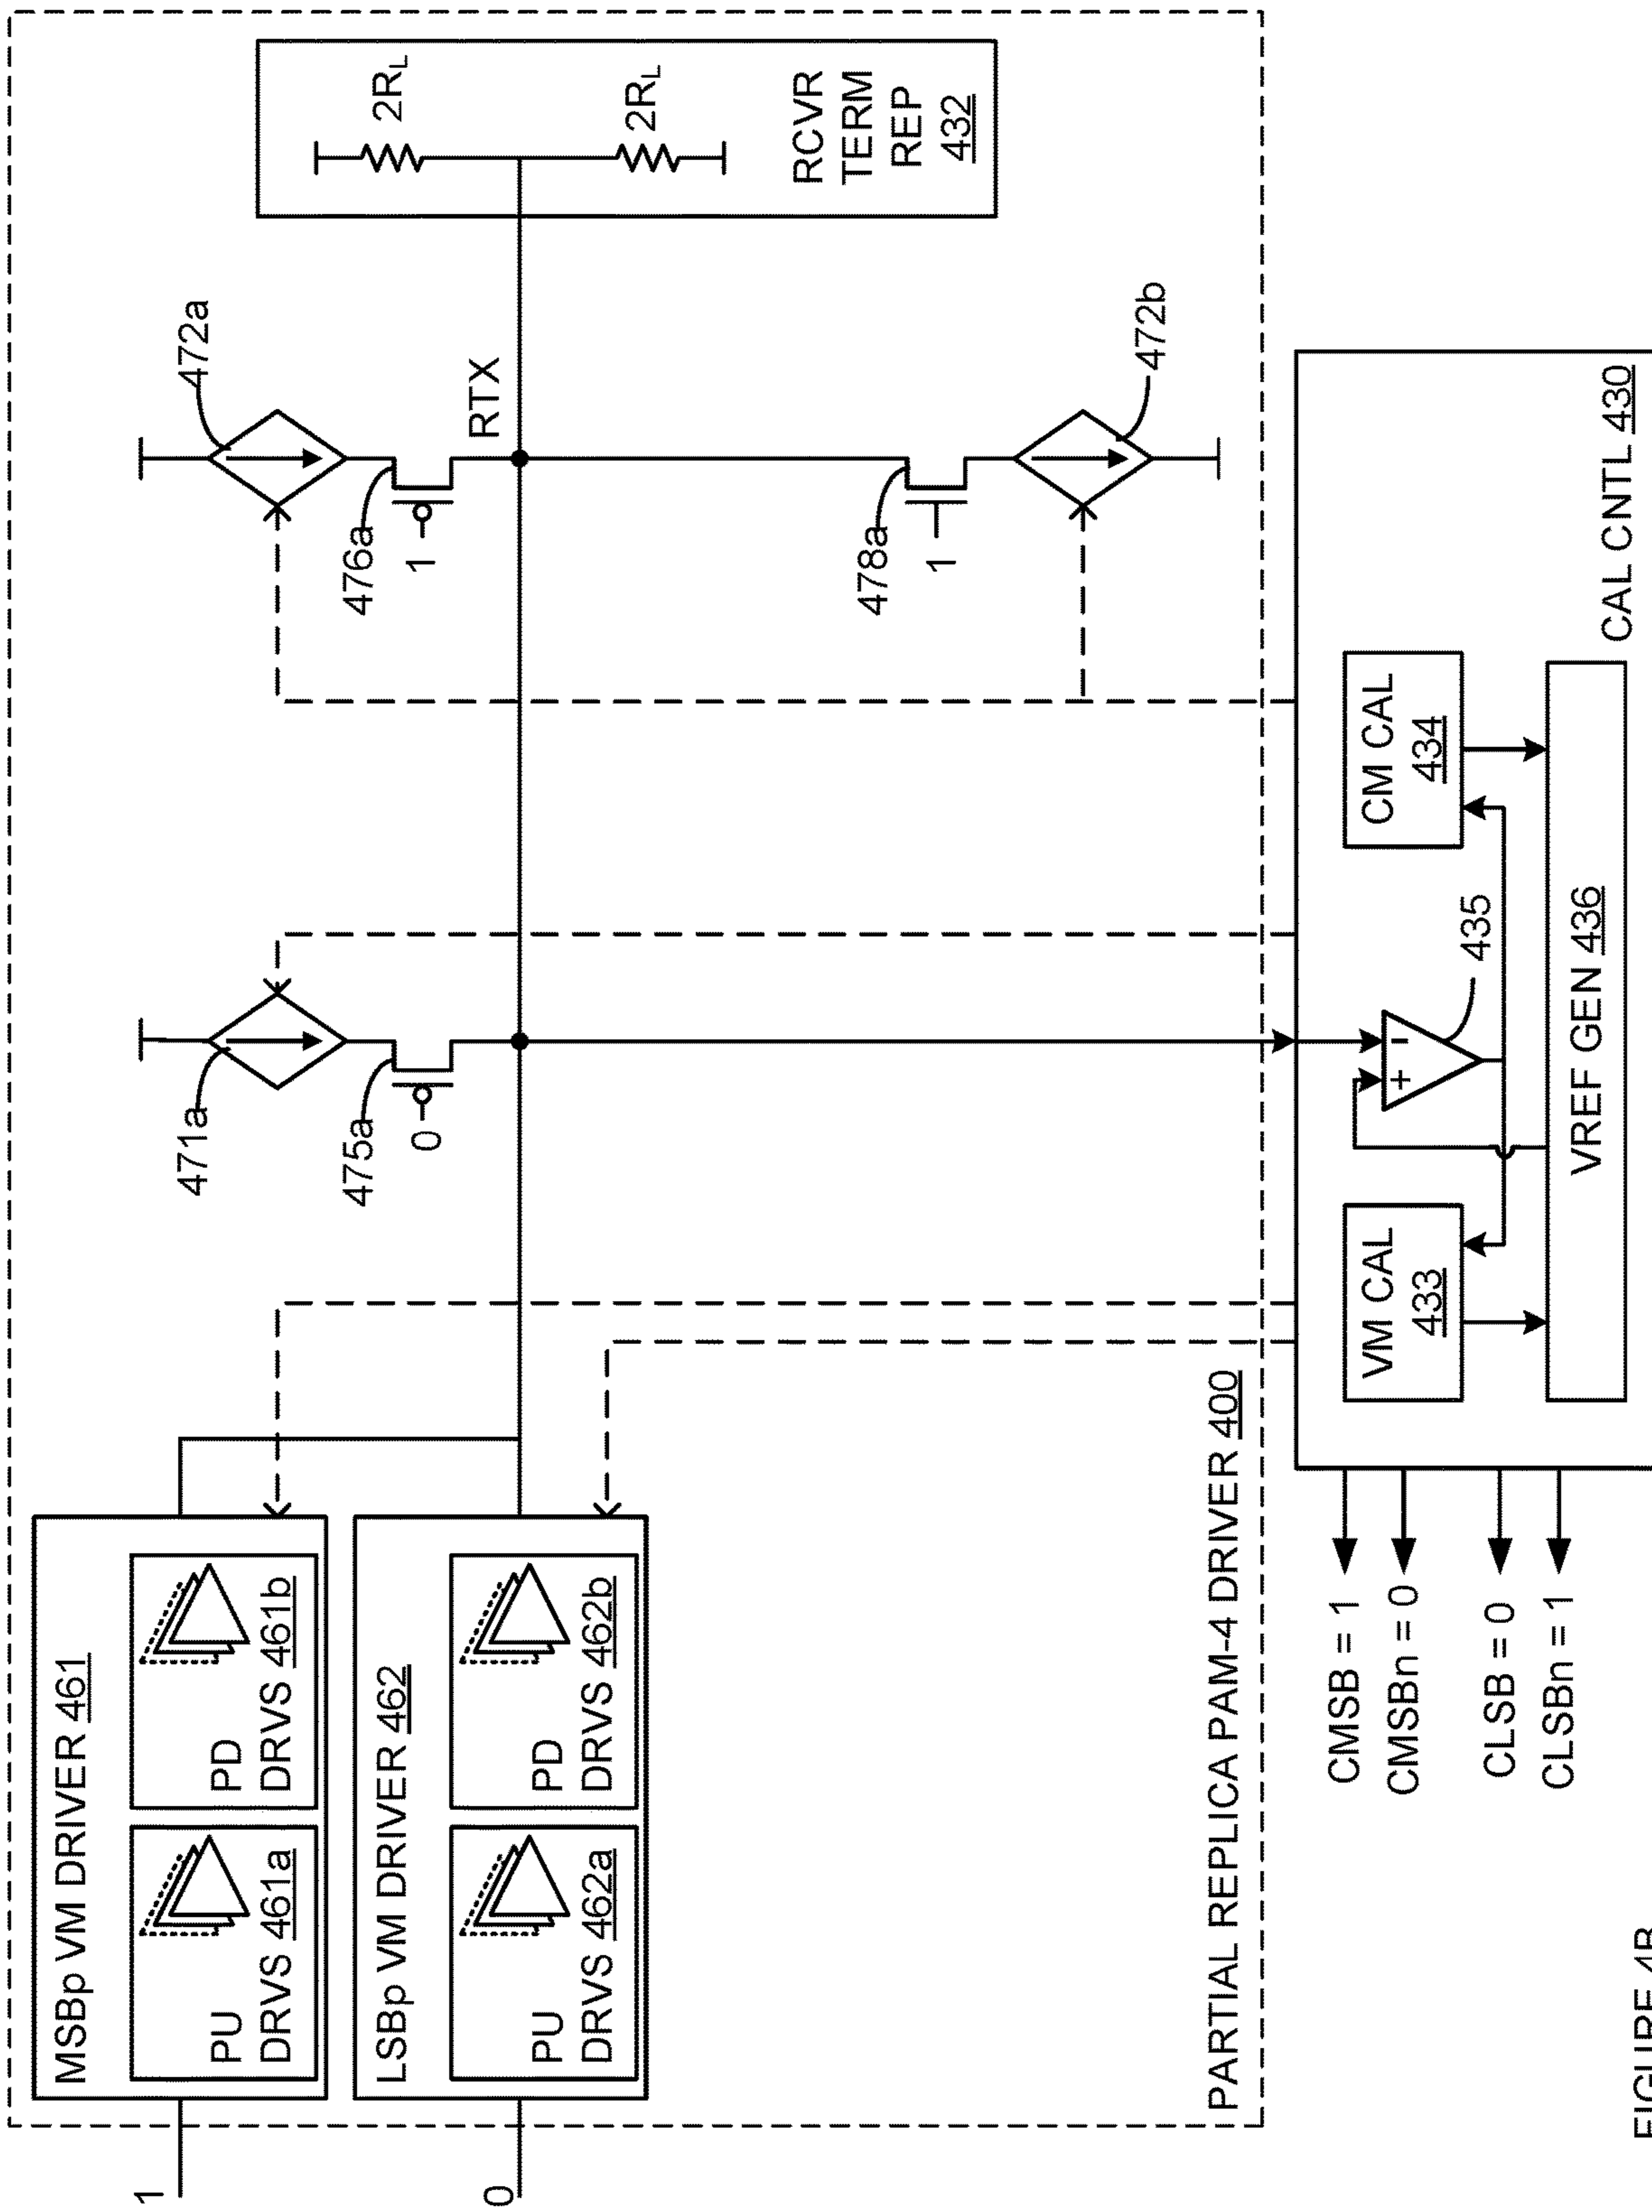 MSBp VM DRIVER 461
PU
DRVS 461a
PD
DRVS 461b
1
LSBp VM DRIVER 462
PU
DRVS 462a
PD
DRVS 462b
0
471a
475a
0
472a
476a
1
RTX
478a
1
472b
2RL
2RL
RCVR
TERM
REP
432
PARTIAL REPLICA PAM-4 DRIVER 400
CMSB = 1
CMSBn = 0
CLSB = 0
CLSBn = 1
VM CAL
433
+
-
435
CM CAL
434
VREF GEN 436
CAL CNTL 430
FIGURE 4B